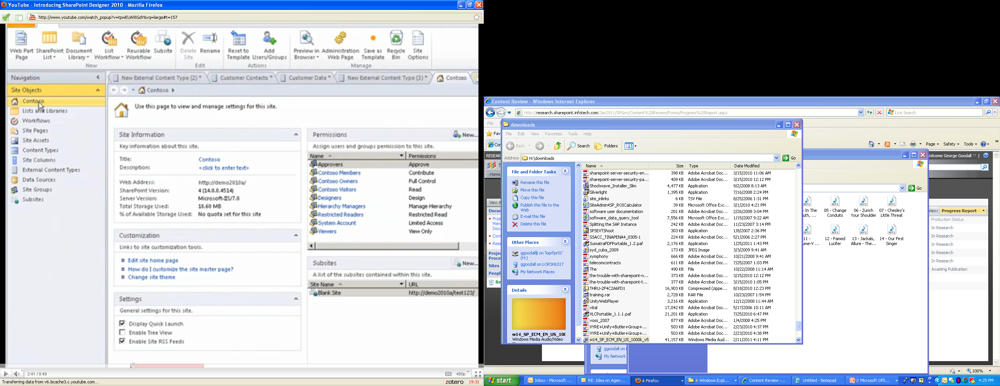 YouTube - Introducing SharePoint Designer 2010 - Mozilla Firefox
http://www.youtube.com/watch_popup?v=tpwEUA9IGdY&vq=large#t=157
Web Part Page
SharePoint List
Document Library
List Workflow
Reusable Workflow
Subsite
Delete Site
Rename
Reset to Template
Add Users/Groups
Preview in Browser
Administration Web Page
Save as Template
Recycle Bin
Site Options
New
Edit
Actions
Manage
Navigation
New External Content Type (2) *
Customer Contacts *
Customer Data *
New External Content Type (3) *
Contoso
Site Objects
Contoso
Lists and Libraries
Workflows
Site Pages
Site Assets
Content Types
Site Columns
External Content Types
Data Sources
Site Groups
Subsites
Contoso
Use this page to view and manage settings for this site.
Site Information
Key information about this site.
Title: Contoso
Description: <click to enter text>
Web Address: http://demo2010a/
SharePoint Version: 4 (14.0.0.4514)
Server Version: Microsoft-IIS/7.0
Total Storage Used: 18.60 MB
% of Available Storage Used: No quota set for this site
Customization
Links to site customization tools.
Edit site home page
How do I customize the site master page?
Change site theme
Settings
General settings for this site.
Display Quick Launch
Enable Tree View
Enable Site RSS Feeds
Permissions New...
Assign users and groups permission to this site.
Name Permissions
Approvers Approve
Contoso Members Contribute
Contoso Owners Full Control
Contoso Visitors Read
Designers Design
Hierarchy Managers Manage Hierarchy
Restricted Readers Restricted Read
System Account Limited Access
Viewers View Only
Subsites New...
A list of the subsites contained within this site.
Site Name URL
Blank Site http://demo2010a/test123/
2:41 / 9:49
CC 480p
Transferring data from v6.lscache3.c.youtube.com...
zotero 19:31
Content Review - Windows Internet Explorer
http://research.sharepoint.infotech.com/Jan2011/SPGov/Content%20Review/Forms/Progress%20Report.aspx
Live Search
File
Fav
Page Safety Tools
RESEAR
Welcome George Goodall
Home
View A
Docum
Sites
Peopl
Re
downloads
File Edit View Favorites Tools Help
Back Search Folders
Address H:\downloads Go
File and Folder Tasks
Rename this file
Move this file
Copy this file
Publish this file to the Web
E-mail this file
Delete this file
Other Places
ggoodall$ on 'loprfpr01' (H:)
ggoodall on LORSHL017
My Network Places
Details
w14_SP_ECM_EN_US_100
Windows Media Audio/Video
Name Size Type Date Modified
sharepoint-server-security-en... 398 KB Adobe Acrobat Doc... 3/15/2010 11:06 AM
sharepoint-server-security-pa... 409 KB Adobe Acrobat Doc... 3/15/2010 12:12 PM
Shockwave_Installer_Slim 4,477 KB Application 9/2/2008 8:13 AM
Silverlight 1,395 KB Application 7/16/2008 2:24 PM
site_inlinks 6 KB TSV File 8/25/2006 1:31 PM
SiteAdmin4SP_ROICalculator 39 KB Microsoft Office Exc... 3/1/2010 4:21 PM
software user documentation 201 KB Adobe Acrobat Doc... 2/26/2008 3:04 PM
software_data_query_tool 7,556 KB Microsoft Office Exc... 1/15/2007 9:22 AM
Splitting the SAP Instance 242 KB Adobe Acrobat Doc... 11/23/2007 3:14 PM
SPSEVTShoot 303 KB Application 1/8/2007 2:36 PM
SSACC_TINAPENA4_0305-1 224 KB Adobe Acrobat Doc... 5/1/2006 2:27 PM
SumatraPDFPortable_1.2.paf 2,176 KB Application 1/25/2011 1:43 PM
syd_cuba_2009 173 KB JPEG Image 3/3/2009 9:41 AM
symphony 666 KB Adobe Acrobat Doc... 10/21/2008 9:41 AM
telecomcontracts 611 KB Adobe Acrobat Doc... 7/25/2007 1:03 PM
The 490 KB File 10/22/2008 11:14 AM
the-trouble-with-sharepoint-n... 373 KB Adobe Acrobat Doc... 3/15/2010 12:12 PM
the-trouble-with-sharepoint-t... 377 KB Adobe Acrobat Doc... 3/15/2010 1:05 PM
THRU-2F4C2A6FD1 16,903 KB Compressed (zippe... 8/18/2010 12:23 PM
training.rar 2,728 KB RAR File 10/23/2007 1:54 PM
UnityWebPlayer 3,216 KB Application 12/12/2008 11:44 AM
vital 17,042 KB Adobe Acrobat Doc... 5/17/2006 10:11 AM
VLCPortable_1.1.1.paf 21,201 KB Application 7/25/2010 6:47 PM
voss_2007 877 KB Adobe Acrobat Doc... 1/4/2008 4:25 PM
VYRE+Unify+Butler+Group+... 503 KB Adobe Acrobat Doc... 2/23/2010 4:37 PM
VYRE+Unify+Butler+Group+... 503 KB Adobe Acrobat Doc... 2/23/2010 4:38 PM
w14_SP_ECM_EN_US_1000k_v5 41,157 KB Windows Media Aud... 2/11/2011 4:11 PM
Go
05 - Change Conduits
06 - Zurich Your Shoulder
07 - Chesley's Little Threat
12 - Famed Lucifer
13 - Jackals, Allure - The...
14 - Our First Singer
View: Progress Report
Production Status
In Research
In Research
In Research
In Research
In Research
Awaiting Publication
ggoodall on
My Network
100%
start
Inbox - Microsoft ...
RE: Idea on Agen...
4 Firefox
4 Windows Expl...
Content Review -...
Untitled - Notepad
2 Microsoft Offi...
4:25 PM